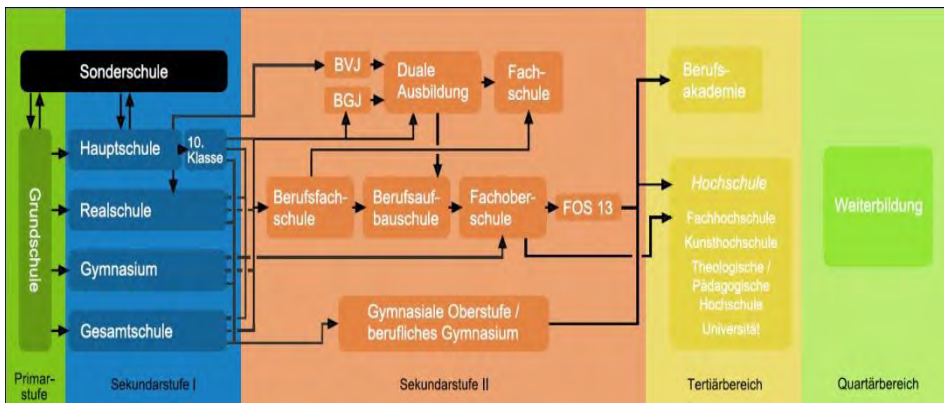 Sonderschule
Grundschule
Hauptschule
10.
Klasse
Realschule
Gymnasium
Gesamtschule
BVJ
BGJ
Duale
Ausbildung
Fach-
schule
Berufsfach-
schule
Berufsauf-
bauschule
Fachober-
schule
FOS 13
Gymnasiale Oberstufe /
berufliches Gymnasium
Berufs-
akademie
Hochschule
Fachhochschule
Kunsthochschule
Theologische /
Pädagogische
Hochschule
Universität
Weiterbildung
Primar-
stufe
Sekundarstufe I
Sekundarstufe II
Tertiärbereich
Quartärbereich